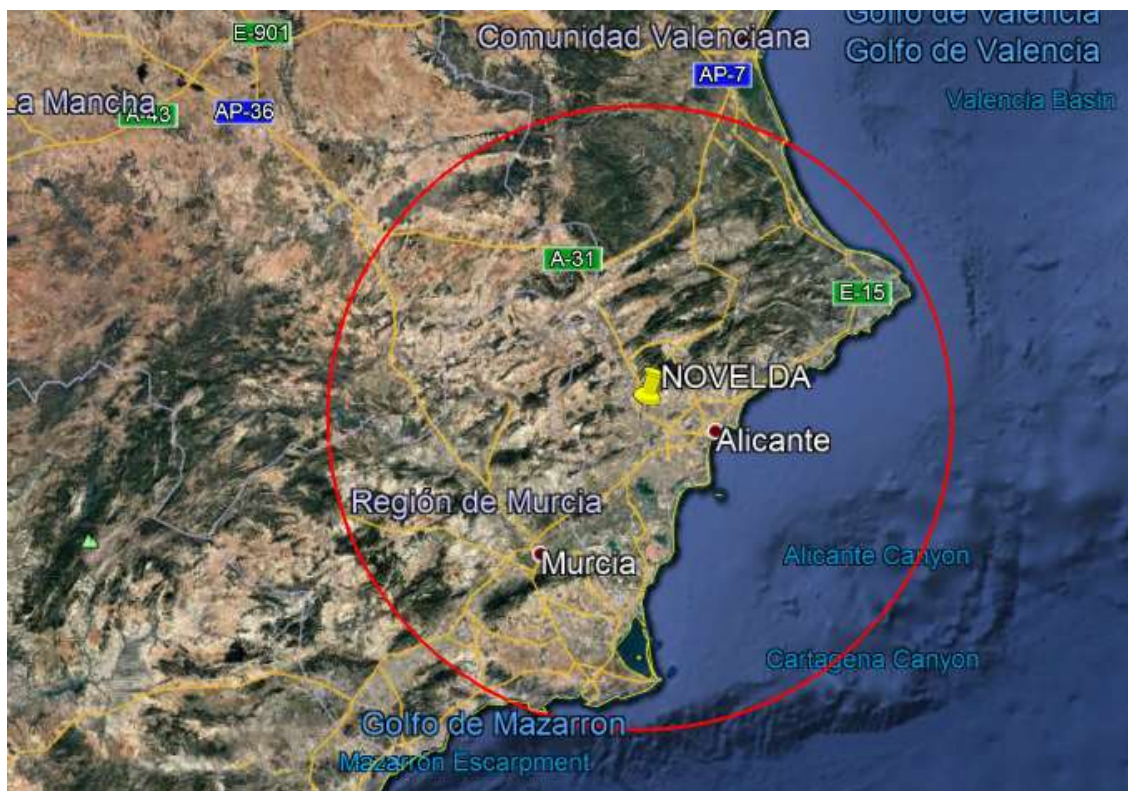 Golfo de Valencia
E-901
Comunidad Valenciana
Golfo de Valencia
AP-7
La Mancha
A-43
AP-36
Valencia Basin
A-31
E-15
NOVELDA
Alicante
Región de Murcia
Murcia
Alicante Canyon
Cartagena Canyon
Golfo de Mazarron
Mazarrón Escarpment